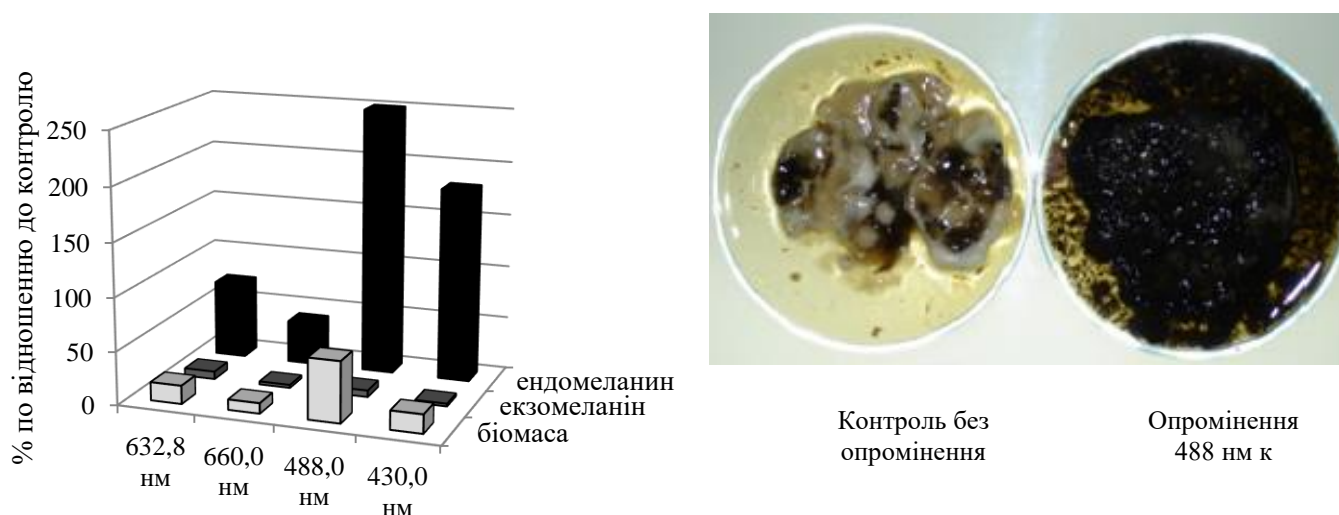 % по відношенню до контролю
250
200
150
100
50
0
632,8
нм
660,0
нм
488,0
нм
430,0
нм
ендомеланин
екзомеланін
біомаса
Контроль без
опромінення
Опромінення
488 нм к